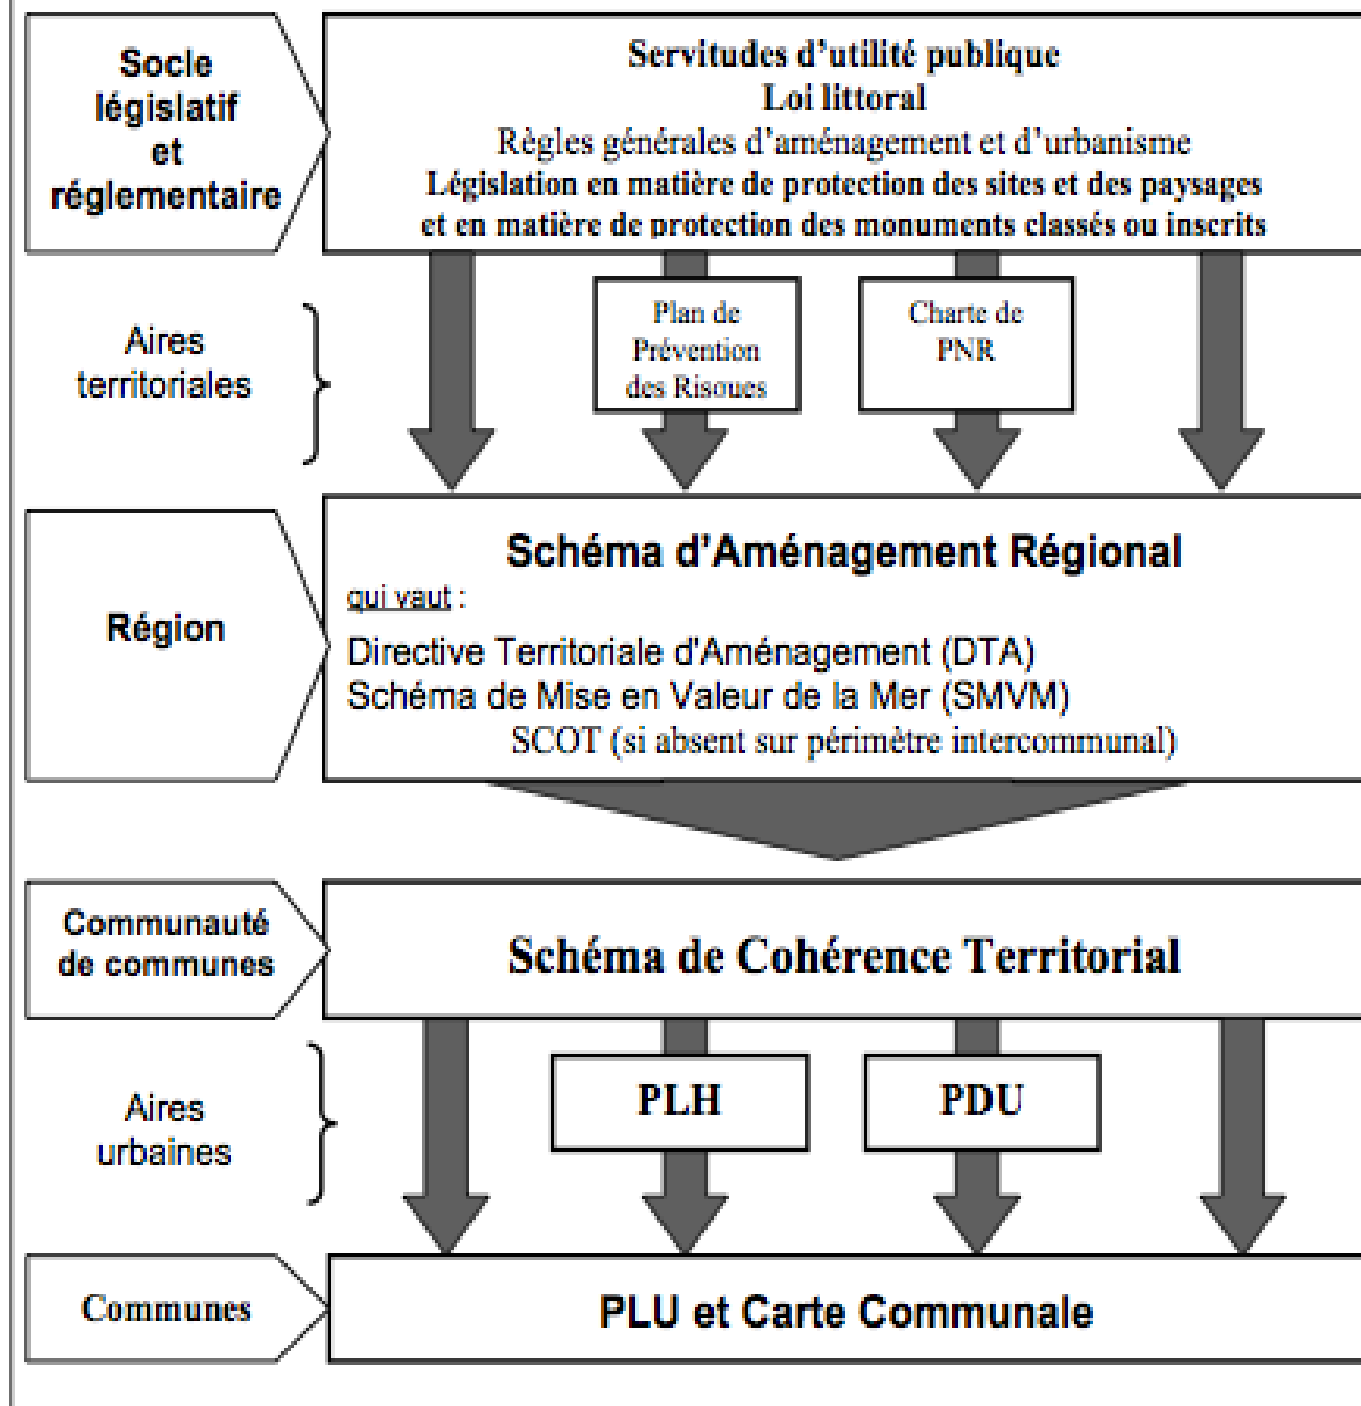 Socle
législatif
et
réglementaire
Servitudes d'utilité publique
Loi littoral
Règles générales d'aménagement et d'urbanisme
Législation en matière de protection des sites et des paysages
et en matière de protection des monuments classés ou inscrits
Aires
territoriales
Plan de
Prévention
des Risques
Charte de
PNR
Région
Schéma d'Aménagement Régional
qui vaut :
Directive Territoriale d'Aménagement (DTA)
Schéma de Mise en Valeur de la Mer (SMVM)
SCOT (si absent sur périmètre intercommunal)
Communauté
de communes
Schéma de Cohérence Territorial
Aires
urbaines
PLH
PDU
Communes
PLU et Carte Communale